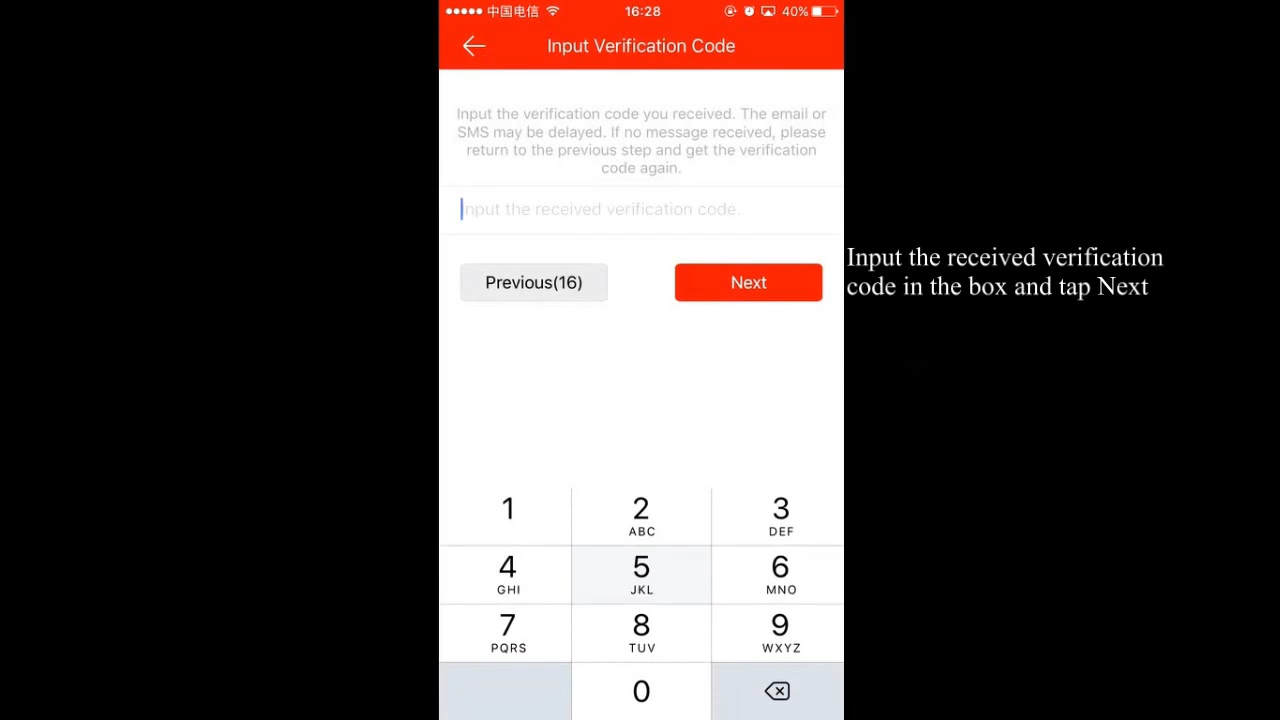 中国电信 16:28 40%
Input Verification Code
Input the verification code you received. The email or
SMS may be delayed. If no message received, please
return to the previous step and get the verification
code again.
Input the received verification code.
Previous(16) Next
Input the received verification
code in the box and tap Next
1 2 3
ABC DEF
4 5 6
GHI JKL MNO
7 8 9
PQRS TUV WXYZ
0